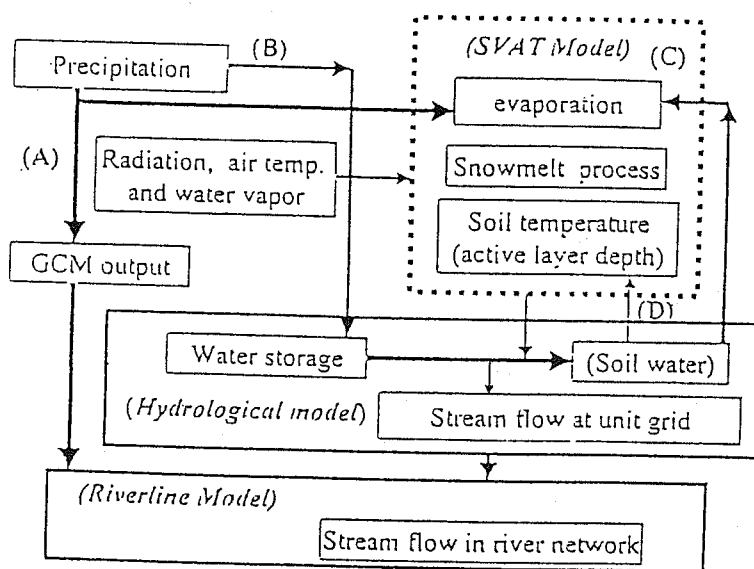 (B)
(SVAT Model)
(C)
Precipitation
evaporation
(A)
Radiation, air temp.
and water vapor
Snowmelt process
Soil temperature
(active layer depth)
GCM output
(D)
Water storage
(Soil water)
(Hydrological model)
Stream flow at unit grid
(Riverline Model)
Stream flow in river network